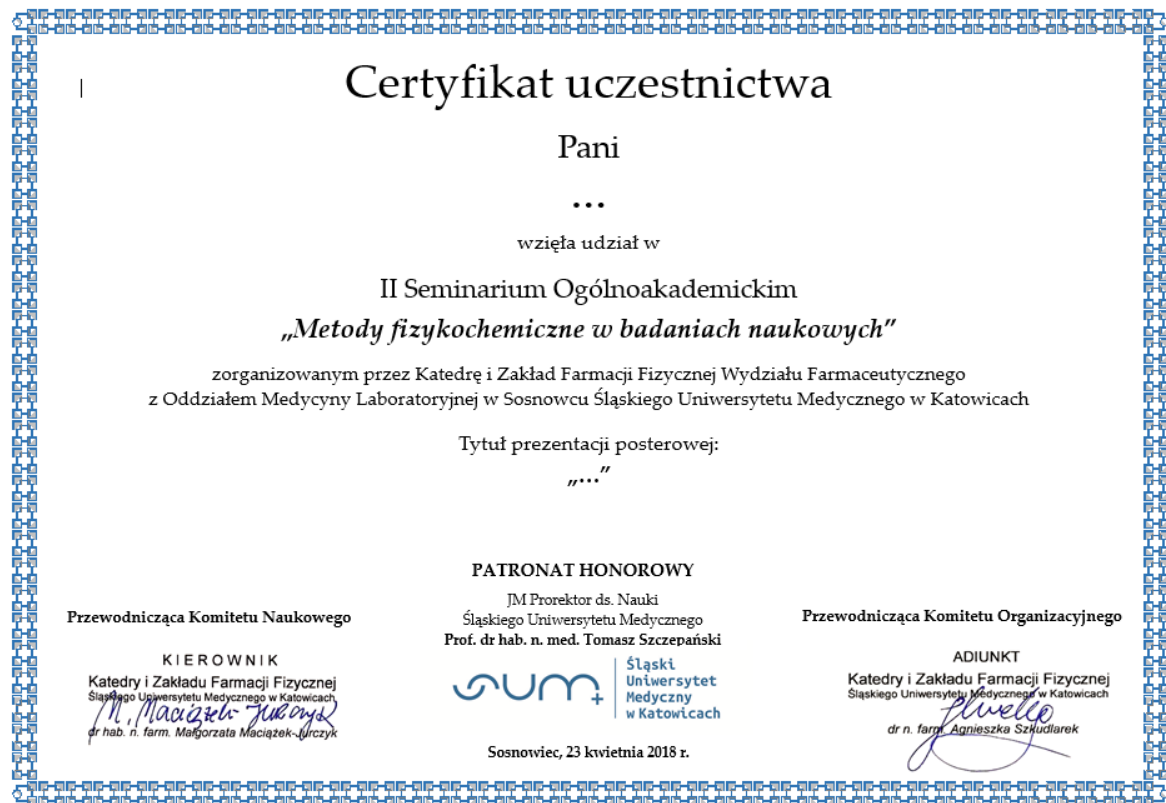 Certyfikat uczestnictwa
Pani
...
wzięła udział w
II Seminarium Ogólnoakademickim
„Metody fizykochemiczne w badaniach naukowych”
zorganizowanym przez Katedrę i Zakład Farmacji Fizycznej Wydziału Farmaceutycznego
z Oddziałem Medycyny Laboratoryjnej w Sosnowcu Śląskiego Uniwersytetu Medycznego w Katowicach
Tytuł prezentacji posterowej:
„...”
Przewodnicząca Komitetu Naukowego
KIEROWNIK
Katedry i Zakładu Farmacji Fizycznej
Śląskiego Uniwersytetu Medycznego w Katowicach
M. Maciążek-Jurczyk
dr hab. n. farm. Małgorzata Maciążek-Jurczyk
PATRONAT HONOROWY
JM Prorektor ds. Nauki
Śląskiego Uniwersytetu Medycznego
Prof. dr hab. n. med. Tomasz Szczepański
SUM
Śląski
Uniwersytet
Medyczny
w Katowicach
Sosnowiec, 23 kwietnia 2018 r.
Przewodnicząca Komitetu Organizacyjnego
ADIUNKT
Katedry i Zakładu Farmacji Fizycznej
Śląskiego Uniwersytetu Medycznego w Katowicach
dr n. farm. Agnieszka Szkudlarek